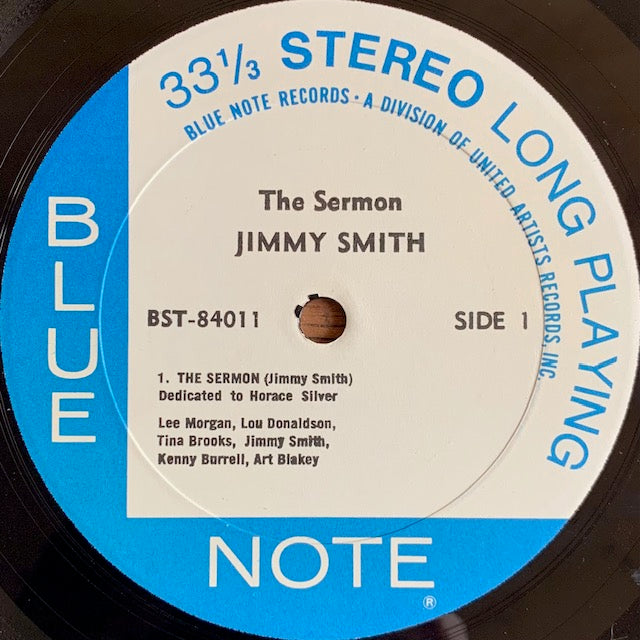 33⅓ STEREO LONG PLAYING
BLUE NOTE RECORDS · A DIVISION OF UNITED ARTISTS RECORDS, INC.
The Sermon
JIMMY SMITH
BST-84011
SIDE 1
1. THE SERMON (Jimmy Smith)
Dedicated to Horace Silver
Lee Morgan, Lou Donaldson,
Tina Brooks, Jimmy Smith,
Kenny Burrell, Art Blakey
BLUE
NOTE
®